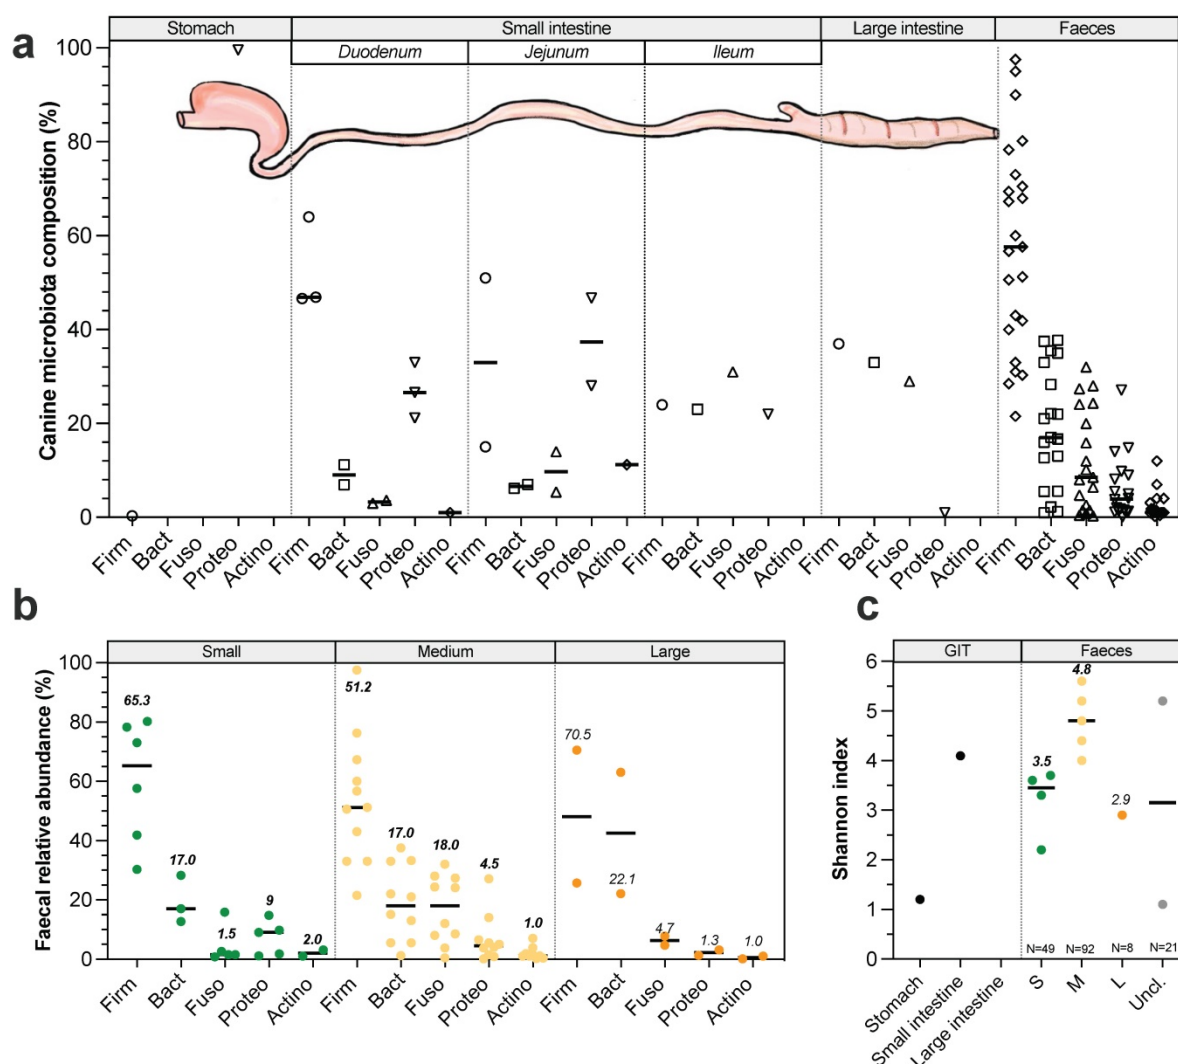 a
Stomach Small intestine Large intestine Faeces
Duodenum Jejunum Ileum
Canine microbiota composition (%)
100
80
60
40
20
0
Firm Bact Fuso Proteo Actino Firm Bact Fuso Proteo Actino Firm Bact Fuso Proteo Actino Firm Bact Fuso Proteo Actino Firm Bact Fuso Proteo Actino Firm Bact Fuso Proteo Actino
b
Small Medium Large
Faecal relative abundance (%)
100
80
60
40
20
0
65.3 17.0 1.5 9 2.0
51.2 17.0 18.0 4.5 1.0
70.5 22.1 4.7 1.3 1.0
Firm Bact Fuso Proteo Actino Firm Bact Fuso Proteo Actino Firm Bact Fuso Proteo Actino
c
GIT Faeces
Shannon index
6
5
4
3
2
1
0
3.5 4.8 2.9
N=49 N=92 N=8 N=21
Stomach Small intestine Large intestine S M L Uncl.